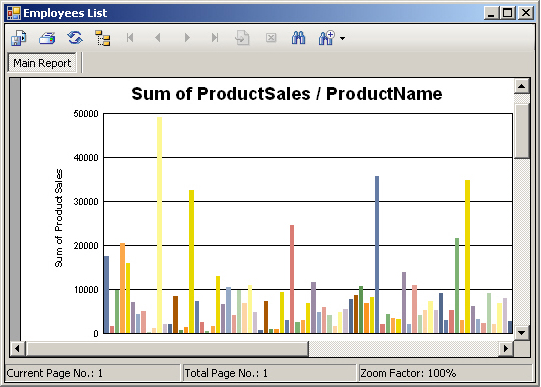 Employees List
Main Report
Sum of ProductSales / ProductName
50000
40000
30000
20000
10000
0
Sum of Product Sales
Current Page No.: 1
Total Page No.: 1
Zoom Factor: 100%